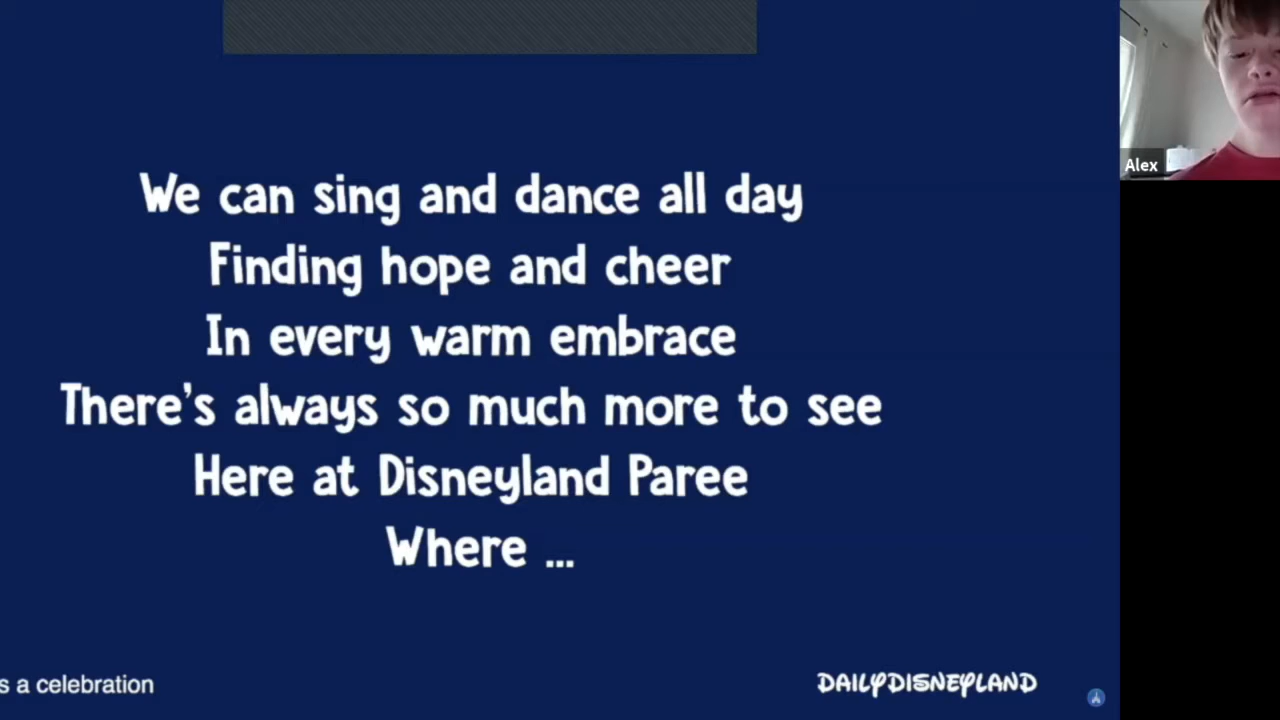 We can sing and dance all day
Finding hope and cheer
In every warm embrace
There's always so much more to see
Here at Disneyland Paree
Where ...
s a celebration
DAILYDISNEYLAND
Alex